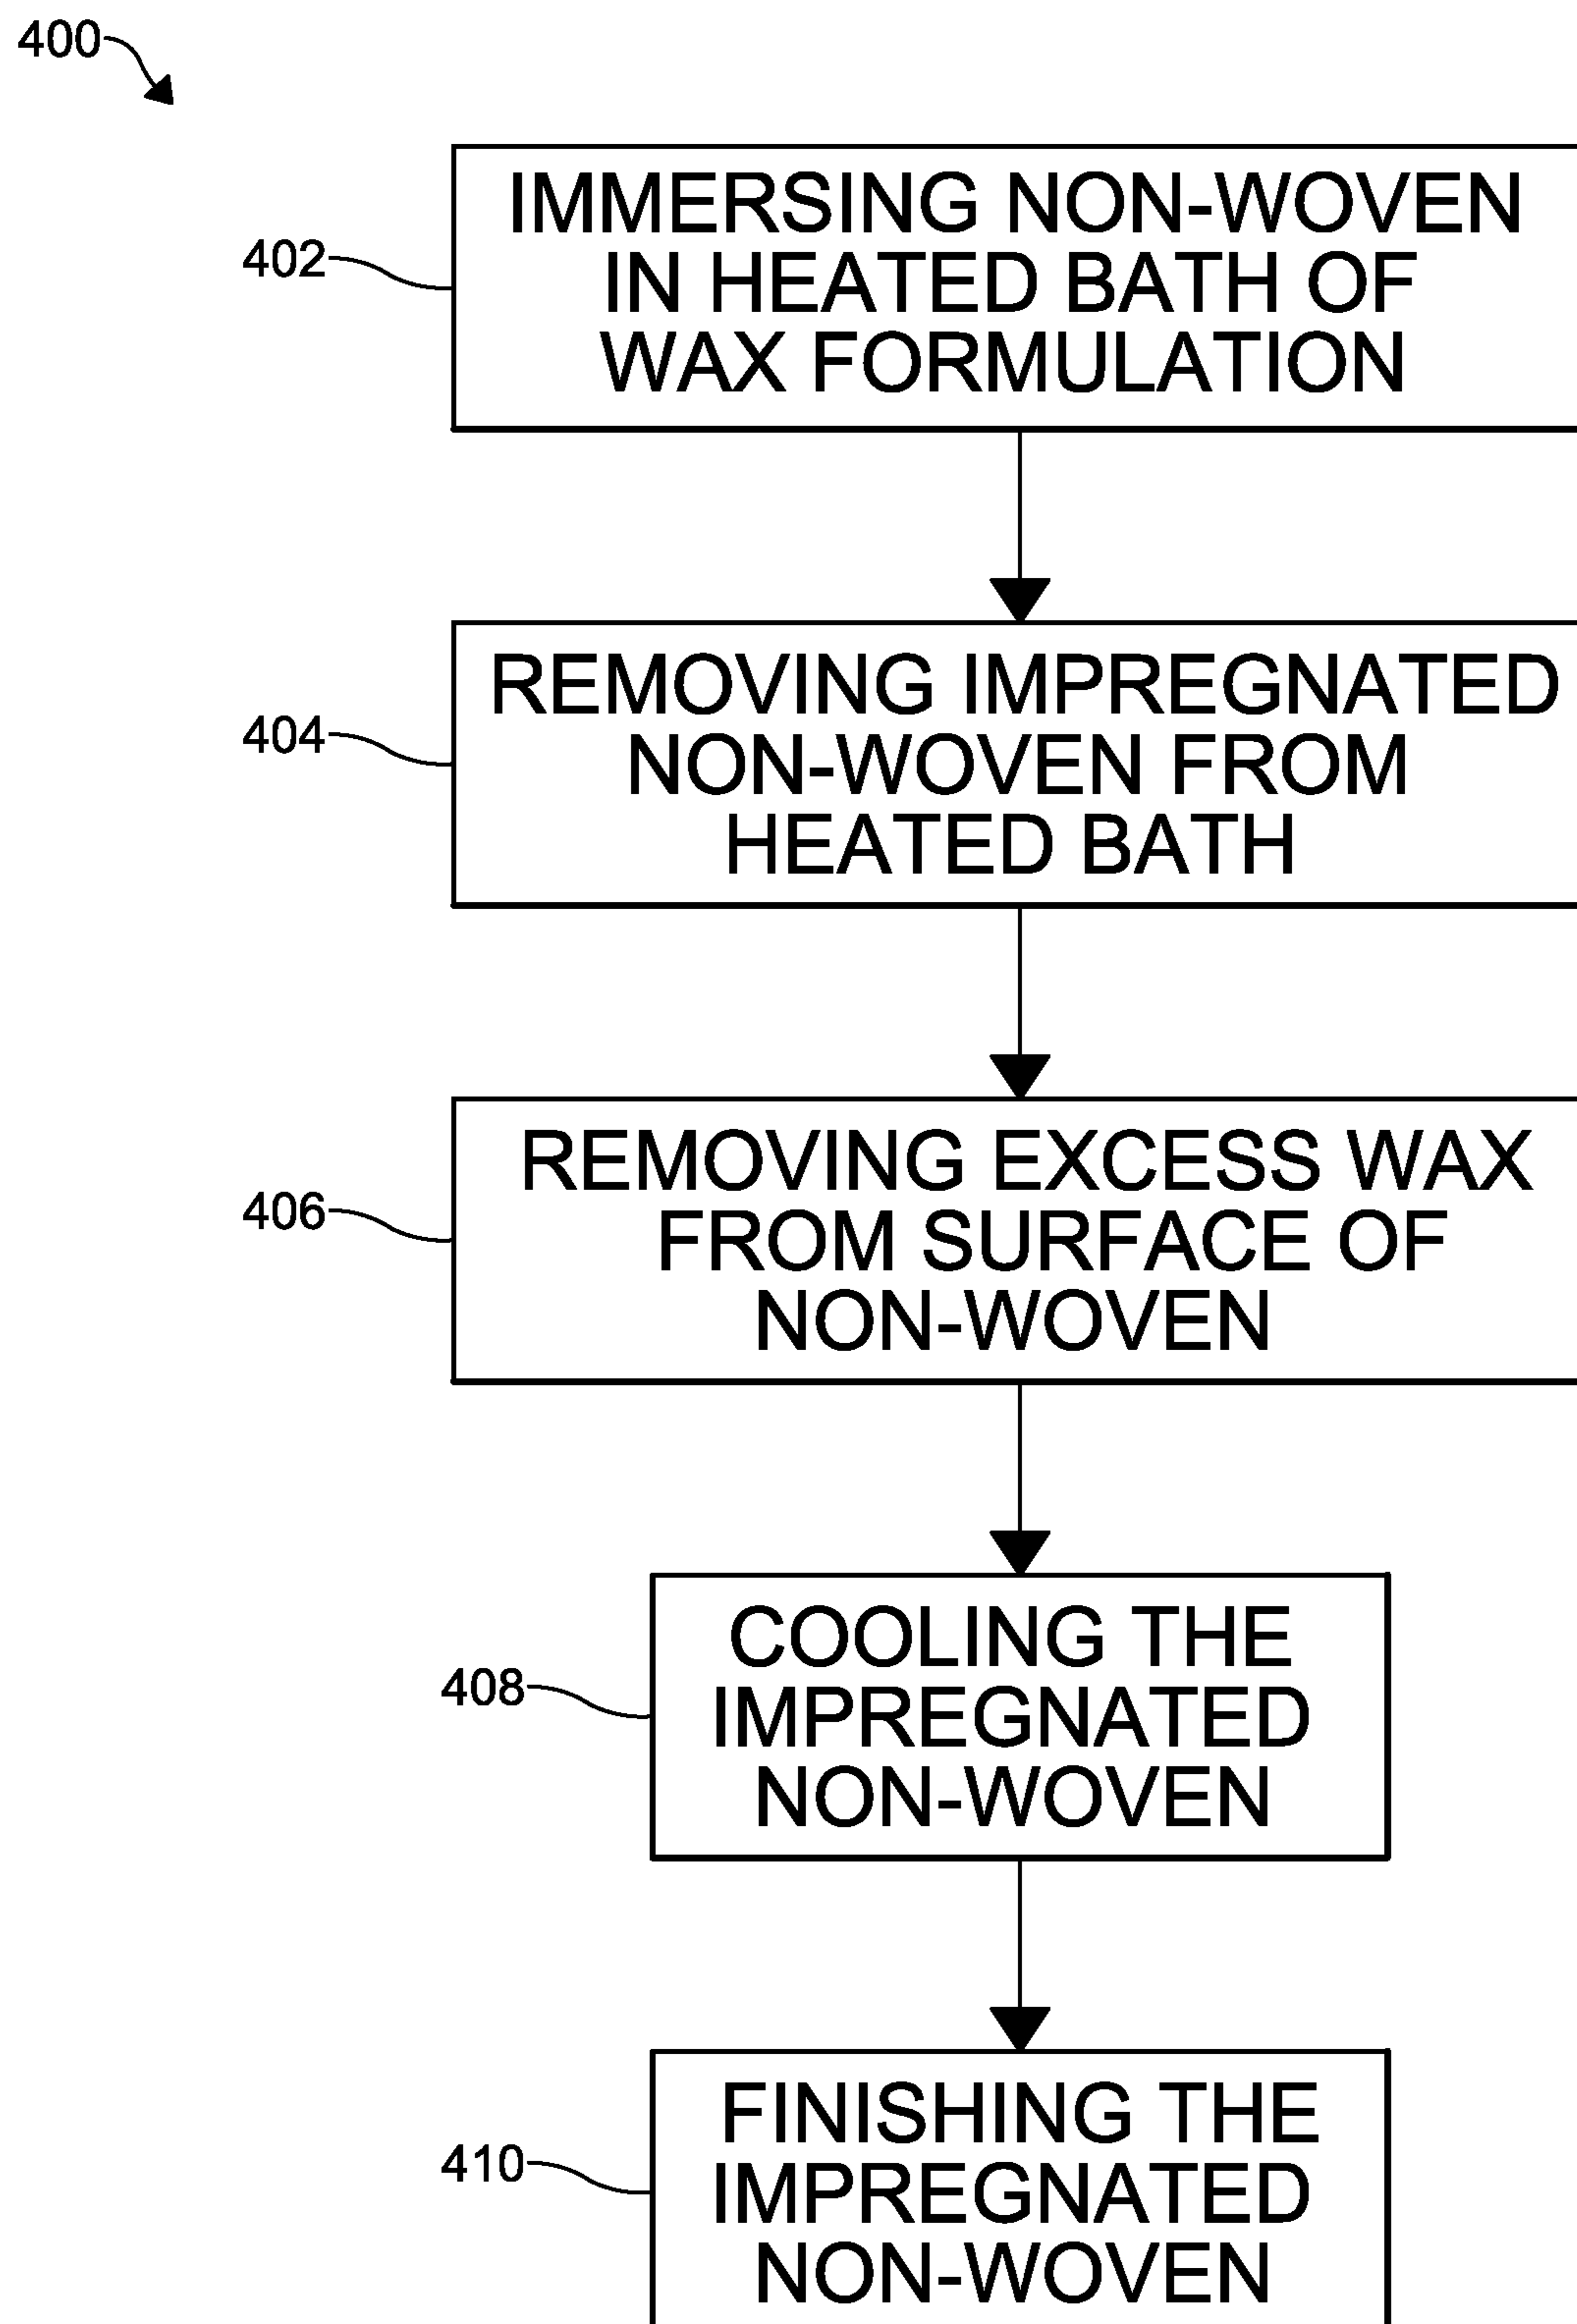 400
402
IMMERSING NON-WOVEN
IN HEATED BATH OF
WAX FORMULATION
404
REMOVING IMPREGNATED
NON-WOVEN FROM
HEATED BATH
406
REMOVING EXCESS WAX
FROM SURFACE OF
NON-WOVEN
408
COOLING THE
IMPREGNATED
NON-WOVEN
410
FINISHING THE
IMPREGNATED
NON-WOVEN